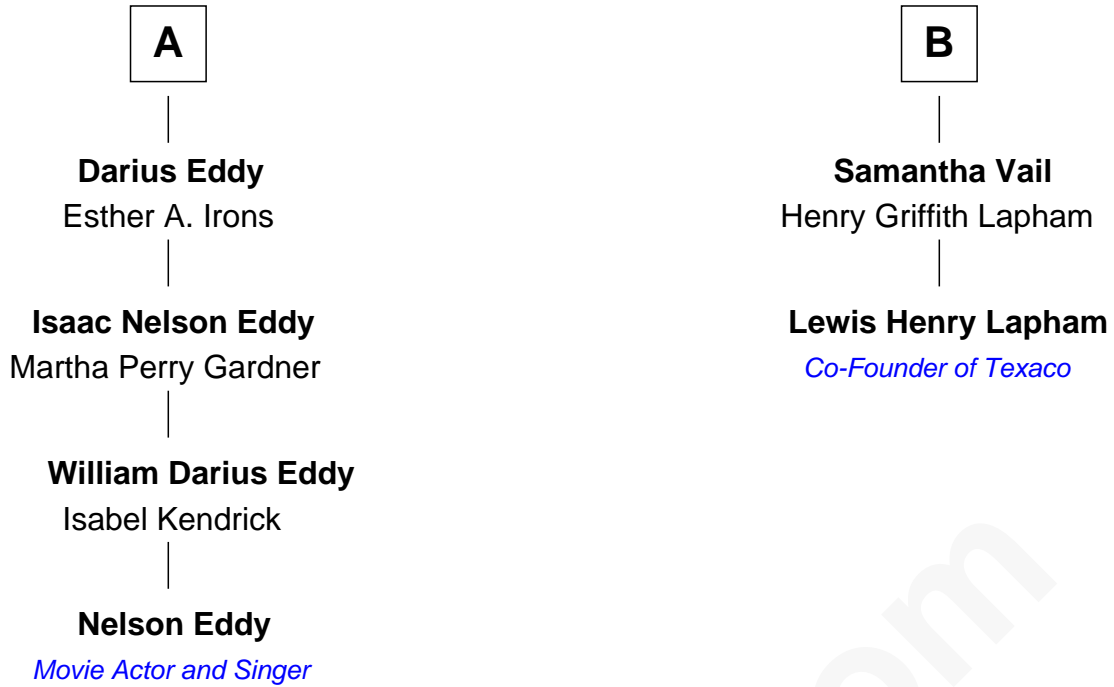 A
Darius Eddy
Esther A. Irons
Isaac Nelson Eddy
Martha Perry Gardner
William Darius Eddy
Isabel Kendrick
Nelson Eddy
Movie Actor and Singer
B
Samantha Vail
Henry Griffith Lapham
Lewis Henry Lapham
Co-Founder of Texaco
om